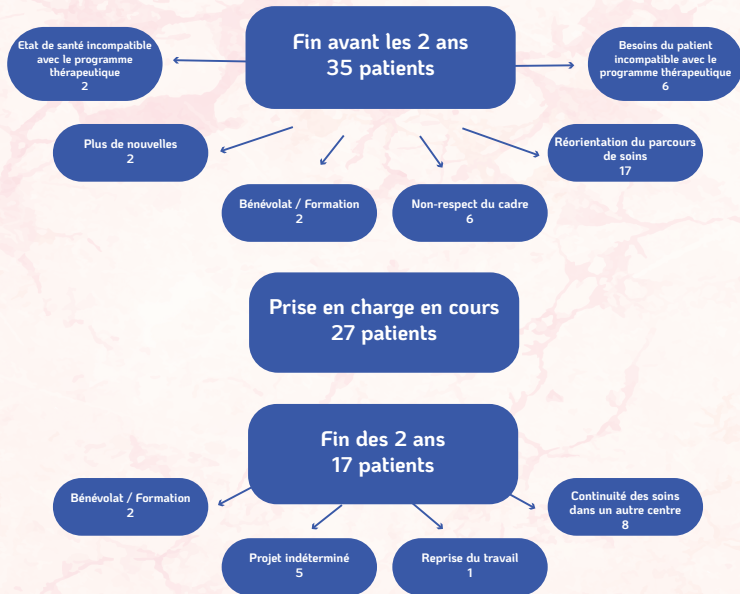 Fin avant les 2 ans
35 patients
Etat de santé incompatible
avec le programme
thérapeutique
2
Besoins du patient
incompatible avec le
programme thérapeutique
6
Plus de nouvelles
2
Réorientation du parcours
de soins
17
Bénévolat / Formation
2
Non-respect du cadre
6
Prise en charge en cours
27 patients
Fin des 2 ans
17 patients
Bénévolat / Formation
2
Continuité des soins
dans un autre centre
8
Projet indéterminé
5
Reprise du travail
1